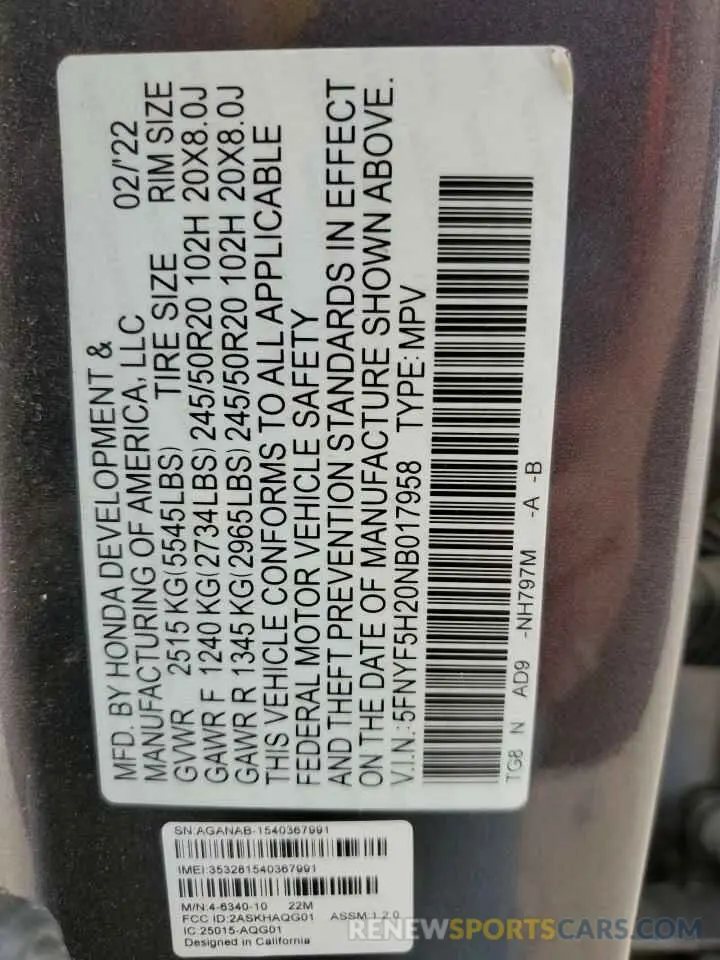 MFD. BY HONDA DEVELOPMENT & 02/'22
MANUFACTURING OF AMERICA, LLC
GVWR 2515 KG(5545LBS) TIRE SIZE RIM SIZE
GAWR F 1240 KG(2734LBS) 245/50R20 102H 20X8.0J
GAWR R 1345 KG(2965LBS) 245/50R20 102H 20X8.0J
THIS VEHICLE CONFORMS TO ALL APPLICABLE
FEDERAL MOTOR VEHICLE SAFETY
AND THEFT PREVENTION STANDARDS IN EFFECT
ON THE DATE OF MANUFACTURE SHOWN ABOVE.
V.I.N.: 5FNYF5H20NB017958 TYPE: MPV
TG8 N AD9 -NH797M -A -B
SN:AGANAB-1540367991
IMEI:353281540367991
M/N:4-6340-10 22M
FCC ID:2ASKHAQG01 ASSM 1.2.0
IC:25015-AQG01
Designed in California
RENEWSPORTSCARS.COM